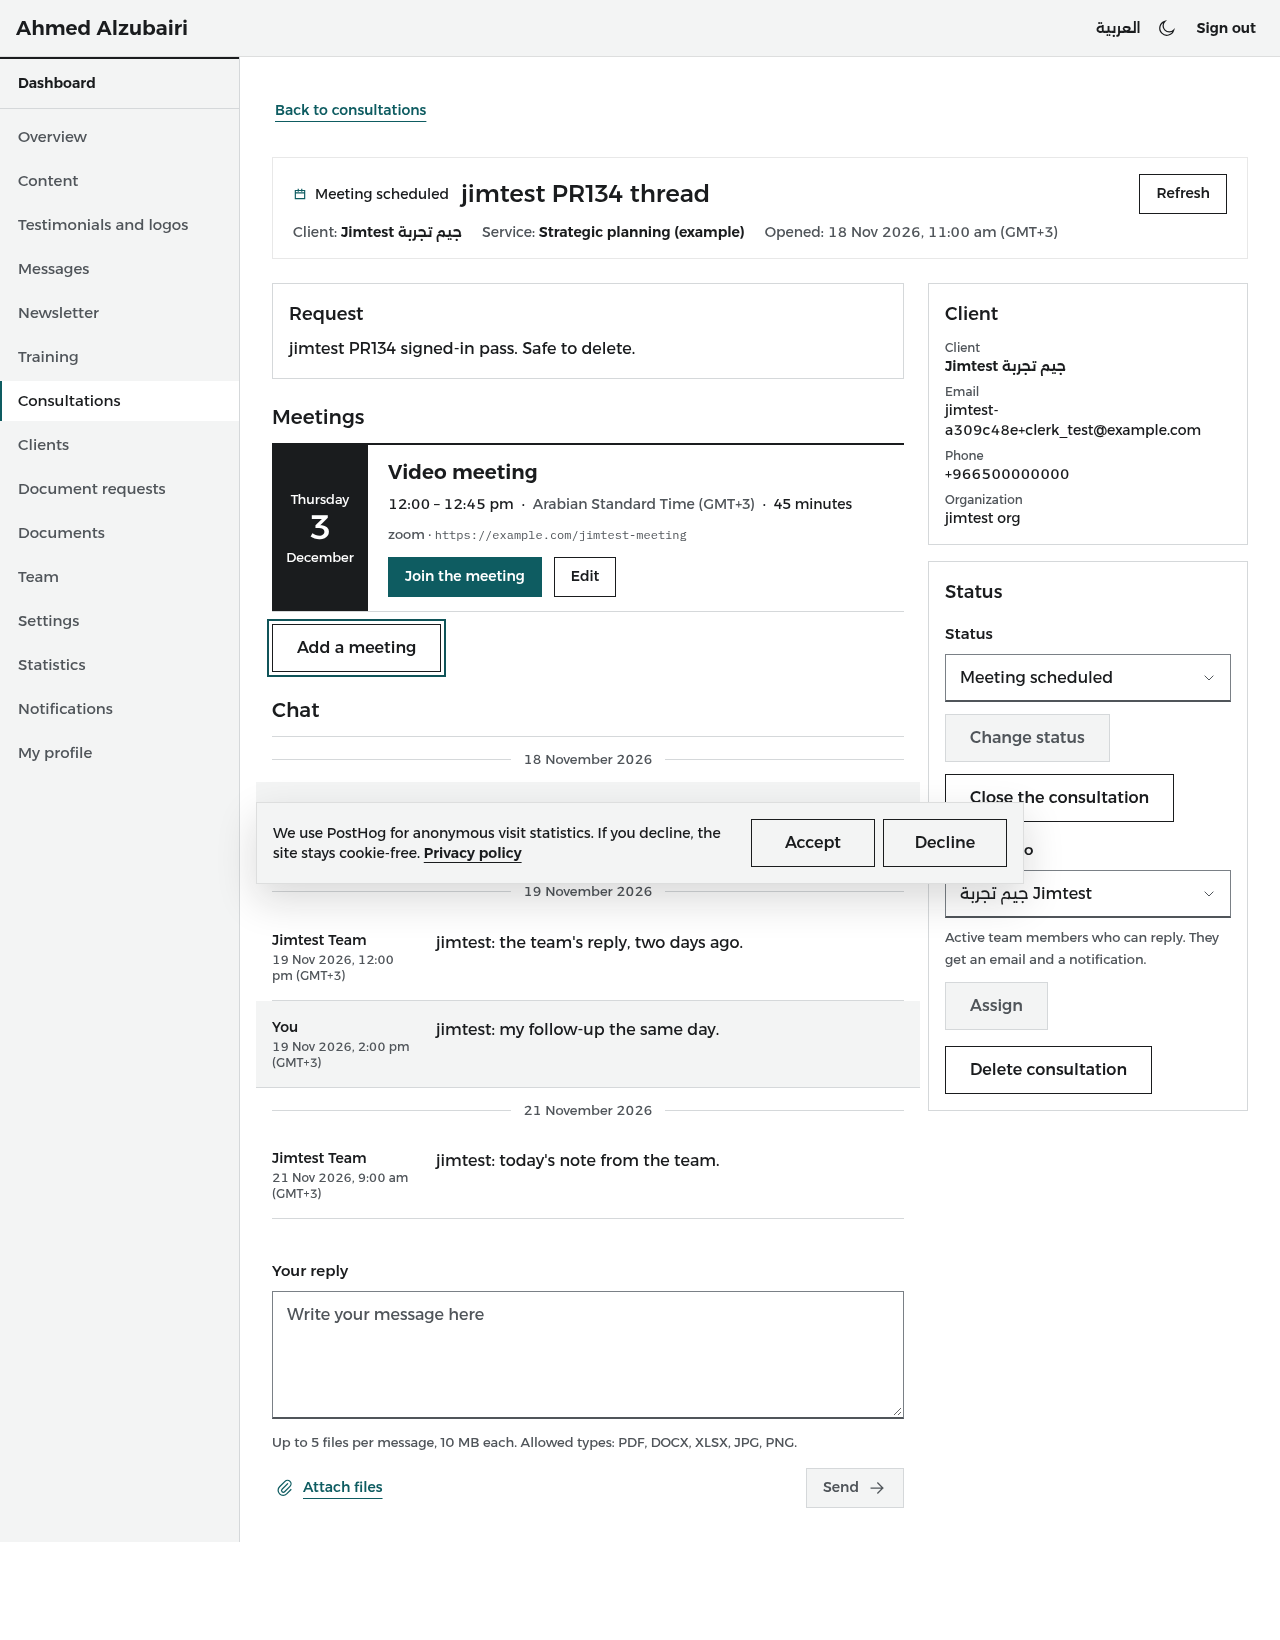 Ahmed Alzubairi
العربية
Sign out
Dashboard
Overview
Content
Testimonials and logos
Messages
Newsletter
Training
Consultations
Clients
Document requests
Documents
Team
Settings
Statistics
Notifications
My profile
Back to consultations
Meeting scheduled jimtest PR134 thread
Refresh
Client: Jimtest جيم تجربة Service: Strategic planning (example) Opened: 18 Nov 2026, 11:00 am (GMT+3)
Request
jimtest PR134 signed-in pass. Safe to delete.
Meetings
Thursday
3
December
Video meeting
12:00 – 12:45 pm · Arabian Standard Time (GMT+3) · 45 minutes
zoom · https://example.com/jimtest-meeting
Join the meeting
Edit
Add a meeting
Chat
18 November 2026
We use PostHog for anonymous visit statistics. If you decline, the
site stays cookie-free. Privacy policy
Accept
Decline
19 November 2026
Jimtest Team
19 Nov 2026, 12:00
pm (GMT+3)
jimtest: the team's reply, two days ago.
You
19 Nov 2026, 2:00 pm
(GMT+3)
jimtest: my follow-up the same day.
21 November 2026
Jimtest Team
21 Nov 2026, 9:00 am
(GMT+3)
jimtest: today's note from the team.
Your reply
Write your message here
Up to 5 files per message, 10 MB each. Allowed types: PDF, DOCX, XLSX, JPG, PNG.
Attach files
Send
Client
Client
Jimtest جيم تجربة
Email
jimtest-
a309c48e+clerk_test@example.com
Phone
+966500000000
Organization
jimtest org
Status
Status
Meeting scheduled
Change status
Close the consultation
جيم تجربة Jimtest
Active team members who can reply. They
get an email and a notification.
Assign
Delete consultation